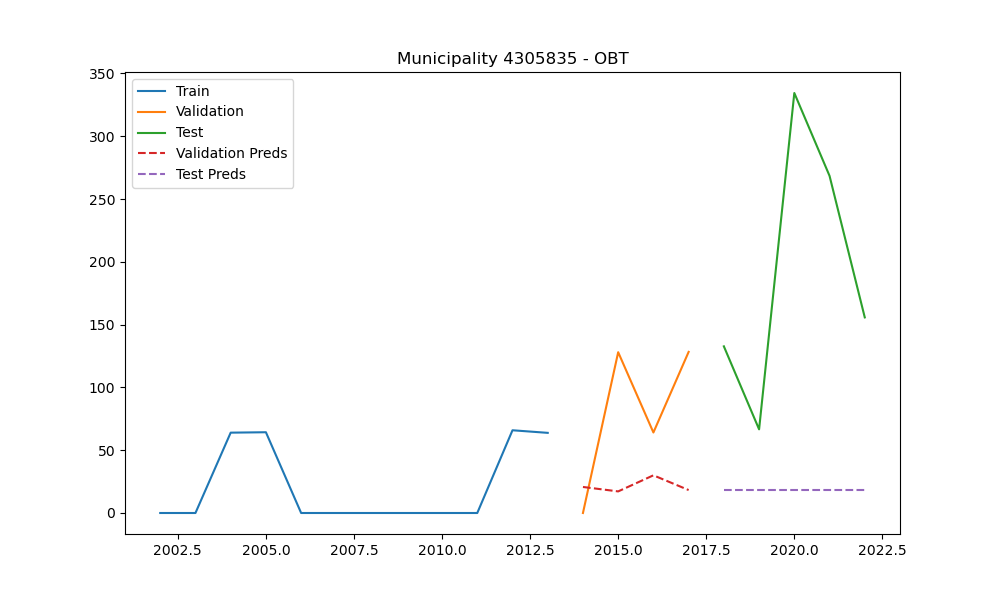 Municipality 4305835 - OBT
350
300
250
200
150
100
50
0
Train
Validation
Test
Validation Preds
Test Preds
2002.5 2005.0 2007.5 2010.0 2012.5 2015.0 2017.5 2020.0 2022.5